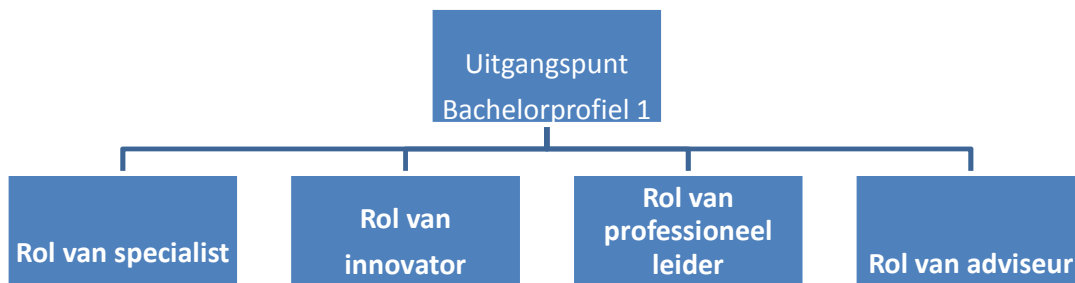 Uitgangspunt
Bachelorprofiel 1
Rol van specialist
Rol van
innovator
Rol van
professioneel
leider
Rol van adviseur